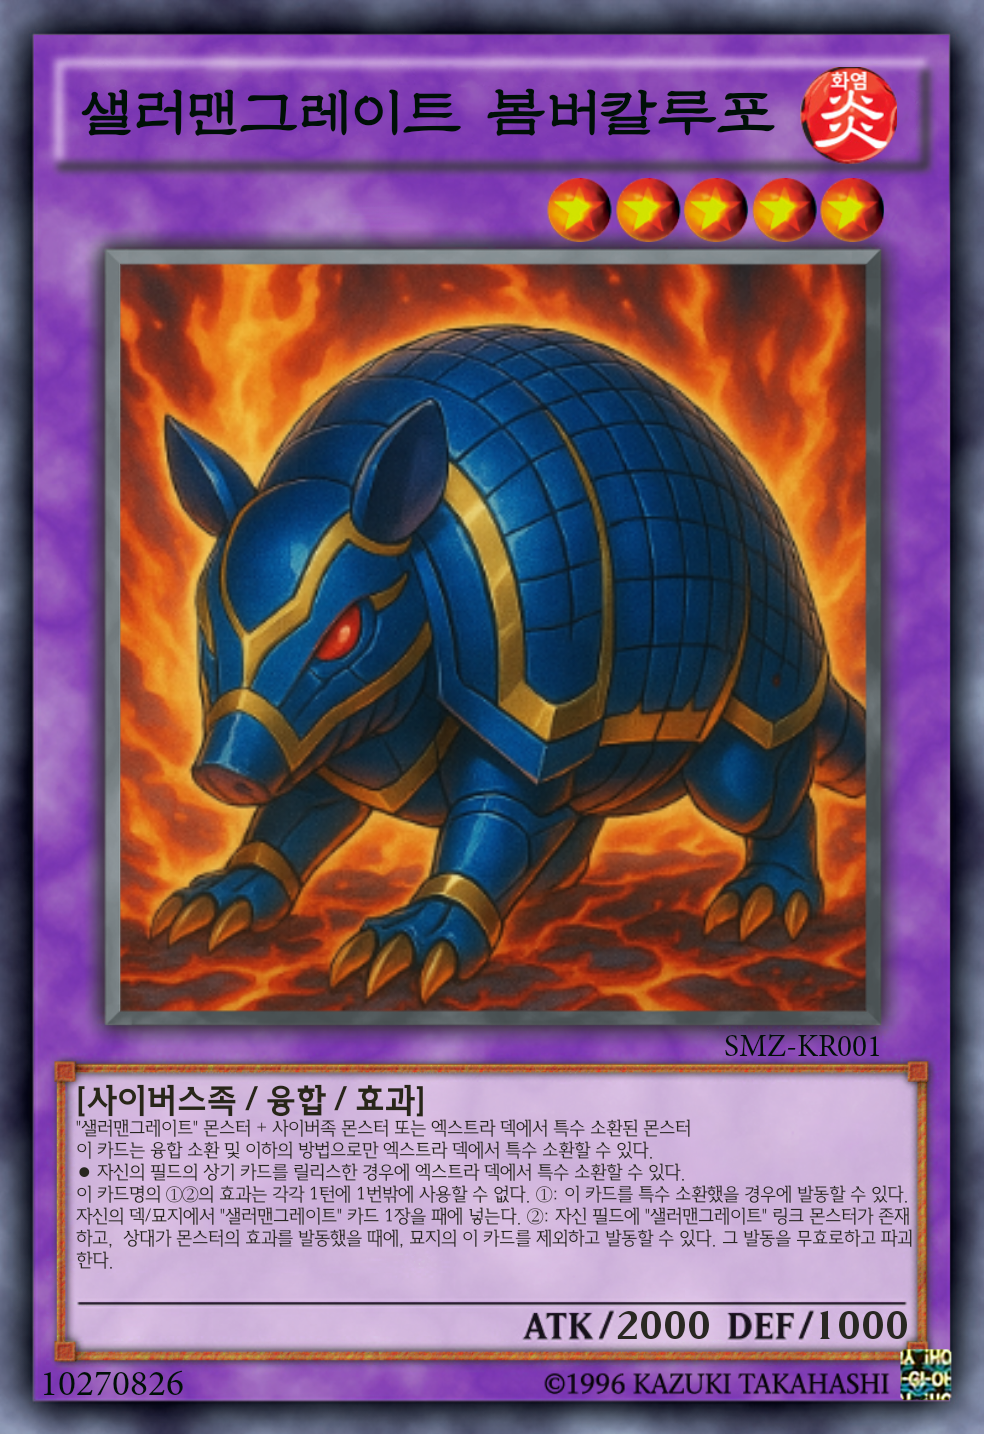 샐러맨그레이트 봄버칼루포
화염
炎
SMZ-KR001
[사이버스족 / 융합 / 효과]
"샐러맨그레이트" 몬스터 + 사이버족 몬스터 또는 엑스트라 덱에서 특수 소환된 몬스터
이 카드는 융합 소환 및 이하의 방법으로만 엑스트라 덱에서 특수 소환할 수 있다.
● 자신의 필드의 상기 카드를 릴리스한 경우에 엑스트라 덱에서 특수 소환할 수 있다.
이 카드명의 ①②의 효과는 각각 1턴에 1번밖에 사용할 수 없다. ①: 이 카드를 특수 소환했을 경우에 발동할 수 있다.
자신의 덱/묘지에서 "샐러맨그레이트" 카드 1장을 패에 넣는다. ②: 자신 필드에 "샐러맨그레이트" 링크 몬스터가 존재
하고, 상대가 몬스터의 효과를 발동했을 때에, 묘지의 이 카드를 제외하고 발동할 수 있다. 그 발동을 무효로하고 파괴
한다.
ATK/2000 DEF/1000
10270826
©1996 KAZUKI TAKAHASHI